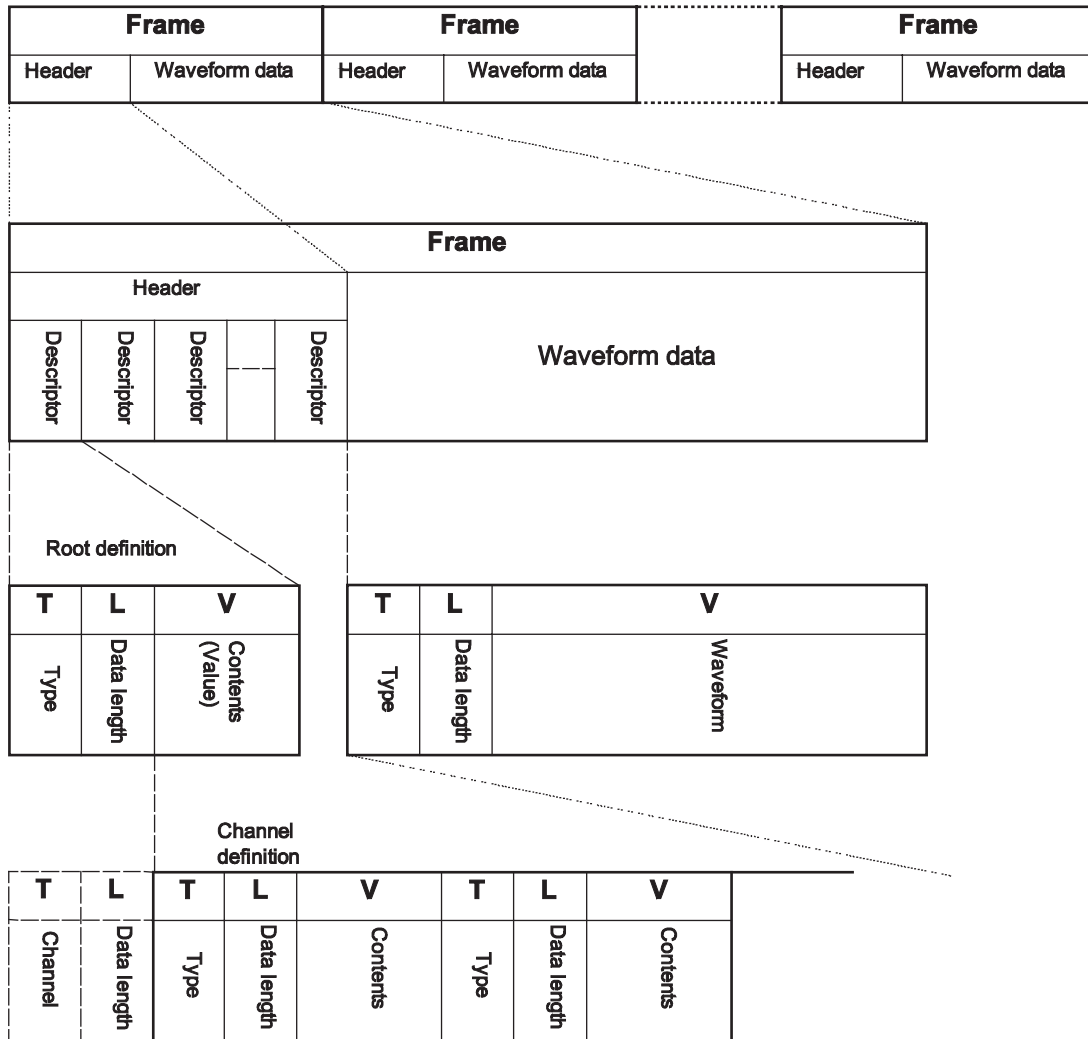 Frame Frame Frame
Header Waveform data Header Waveform data Header Waveform data
Frame
Header
Descriptor Descriptor Descriptor Descriptor
Waveform data
Root definition
T L V T L V
Type Data length Contents
(Value)
Type Data length Waveform
Channel
definition
T L T L V T L V
Channel Data length Type Data length Contents Type Data length Contents